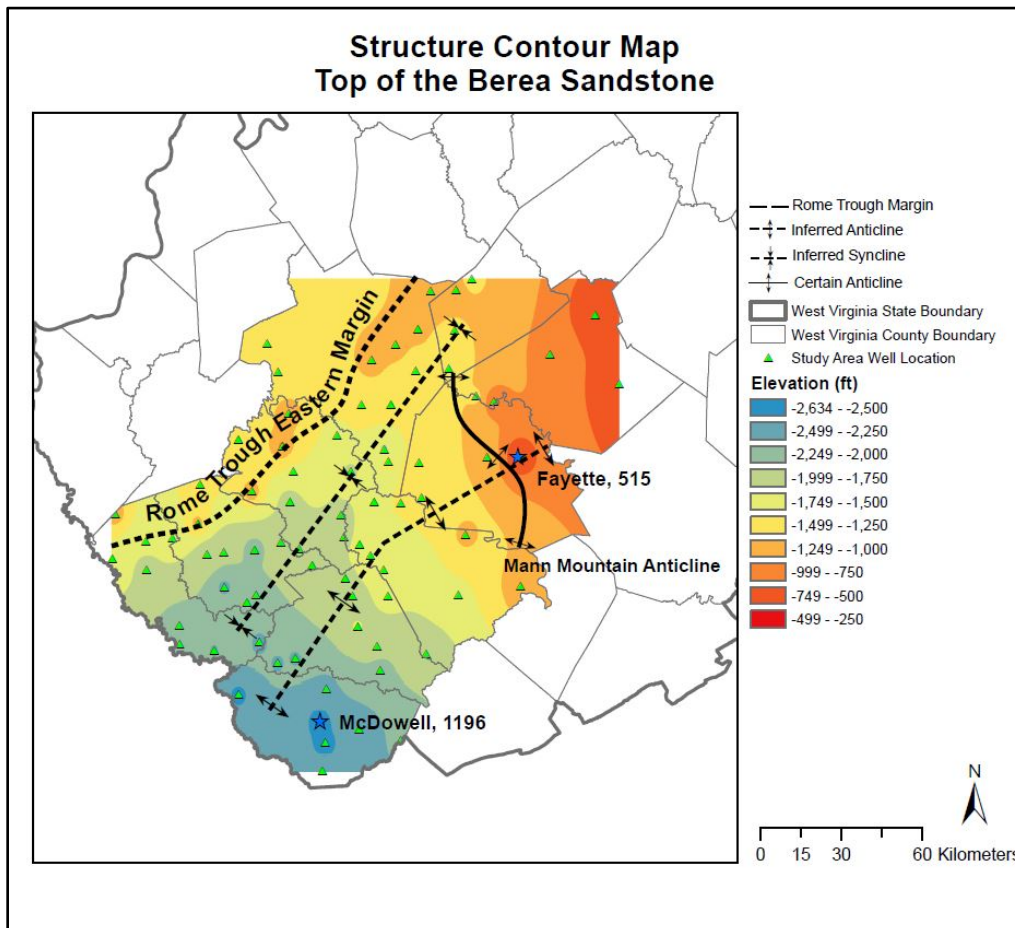 Structure Contour Map
Top of the Berea Sandstone
Rome Trough Eastern Margin
Fayette, 515
Mann Mountain Anticline
McDowell, 1196
Rome Trough Margin
Inferred Anticline
Inferred Syncline
Certain Anticline
West Virginia State Boundary
West Virginia County Boundary
Study Area Well Location
Elevation (ft)
-2,634 - -2,500
-2,499 - -2,250
-2,249 - -2,000
-1,999 - -1,750
-1,749 - -1,500
-1,499 - -1,250
-1,249 - -1,000
-999 - -750
-749 - -500
-499 - -250
N
0 15 30 60 Kilometers